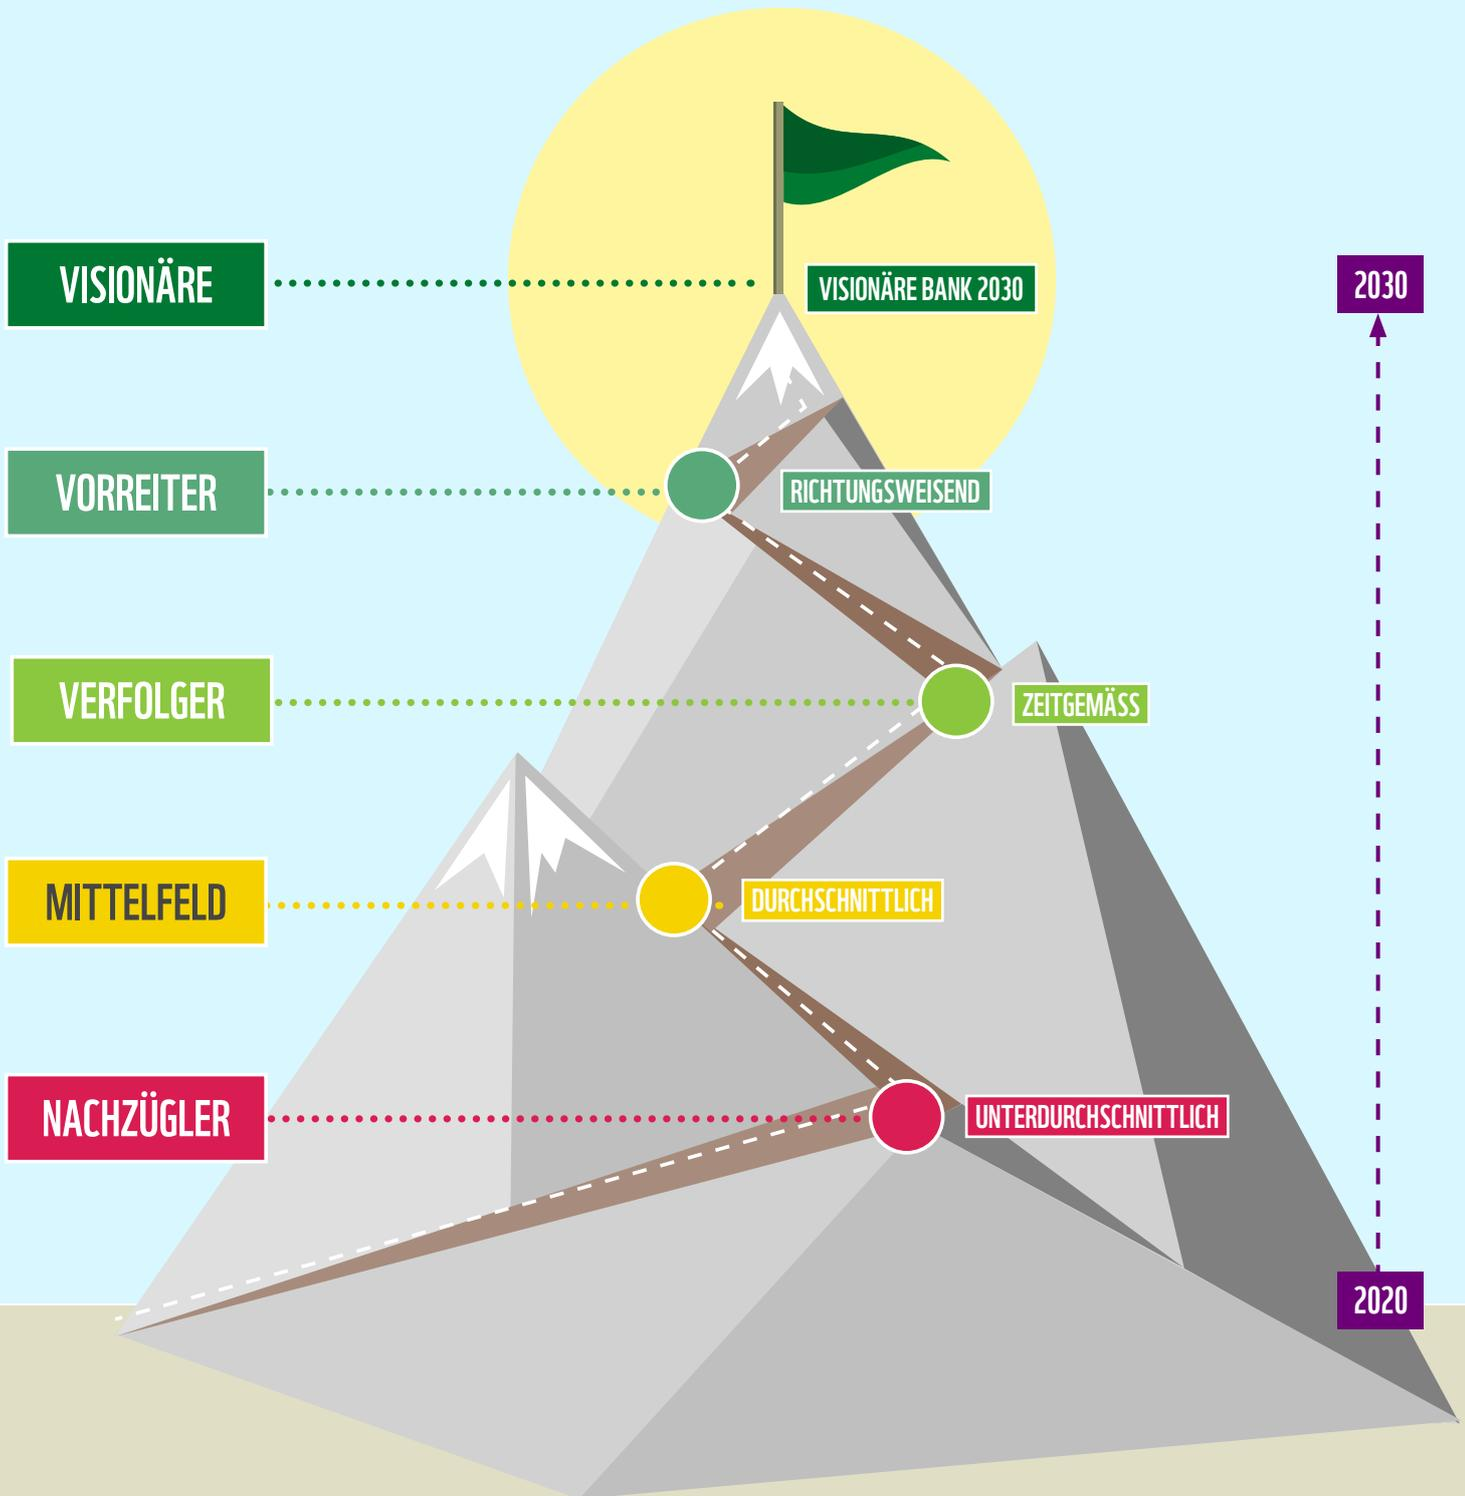 VISIONÄRE
VISIONÄRE BANK 2030
2030
VORREITER
RICHTUNGSWEISEND
VERFOLGER
ZEITGEMÄSS
MITTELFELD
DURCHSCHNITTLICH
NACHZÜGLER
UNTERDURCHSCHNITTLICH
2020